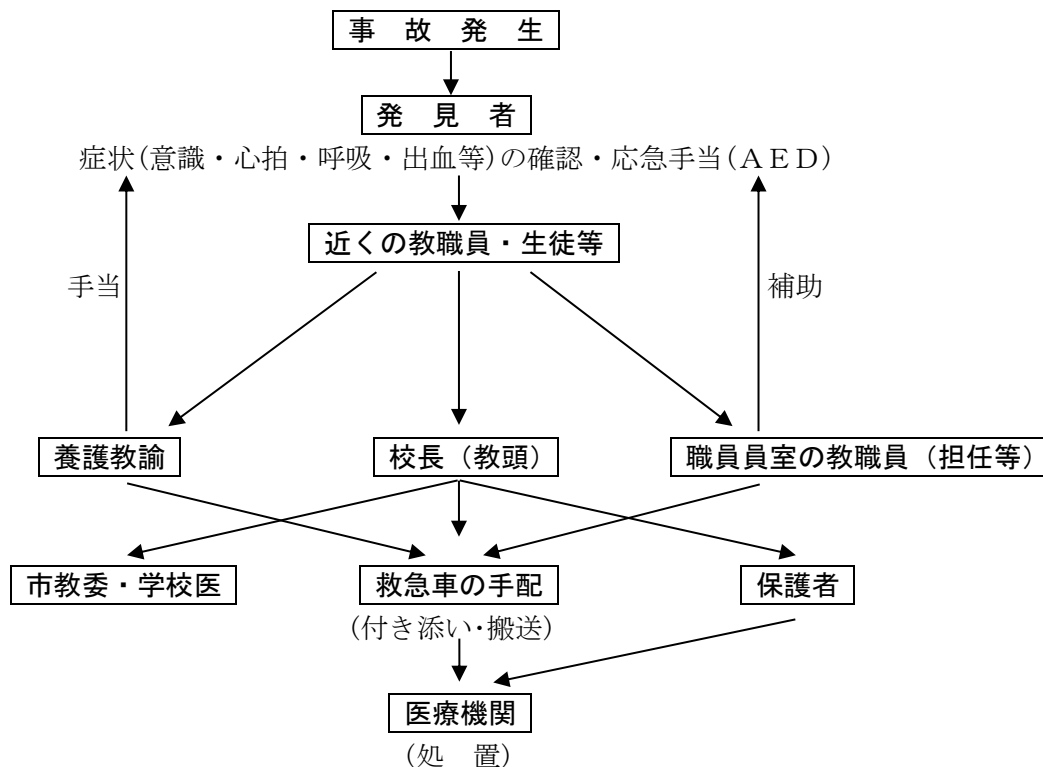 事　故　発　生
発　見　者
症状(意識・心拍・呼吸・出血等)の確認・応急手当(ＡＥＤ)
近くの教職員・生徒等
手当
補助
養護教諭
校長（教頭）
職員員室の教職員（担任等）
市教委・学校医
救急車の手配
保護者
(付き添い･搬送)
医療機関
(処　置)